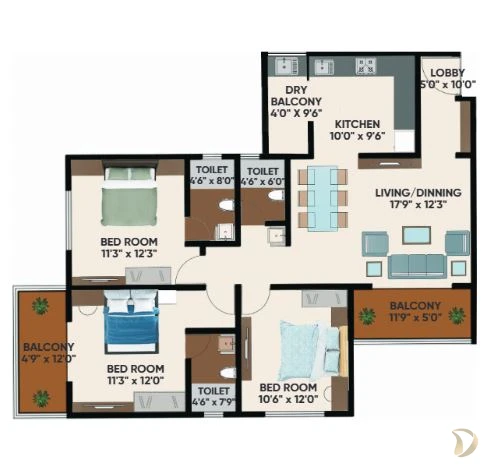 LOBBY
5'0" x 10'0"
DRY
BALCONY
4'0" X 9'6"
KITCHEN
10'0" x 9'6"
TOILET
4'6" x 8'0"
TOILET
4'6" x 6'0"
LIVING/DINNING
17'9" x 12'3"
BED ROOM
11'3" x 12'3"
BALCONY
11'9" x 5'0"
BALCONY
4'9" x 12'0"
BED ROOM
11'3" x 12'0"
TOILET
4'6" x 7'9"
BED ROOM
10'6" x 12'0"